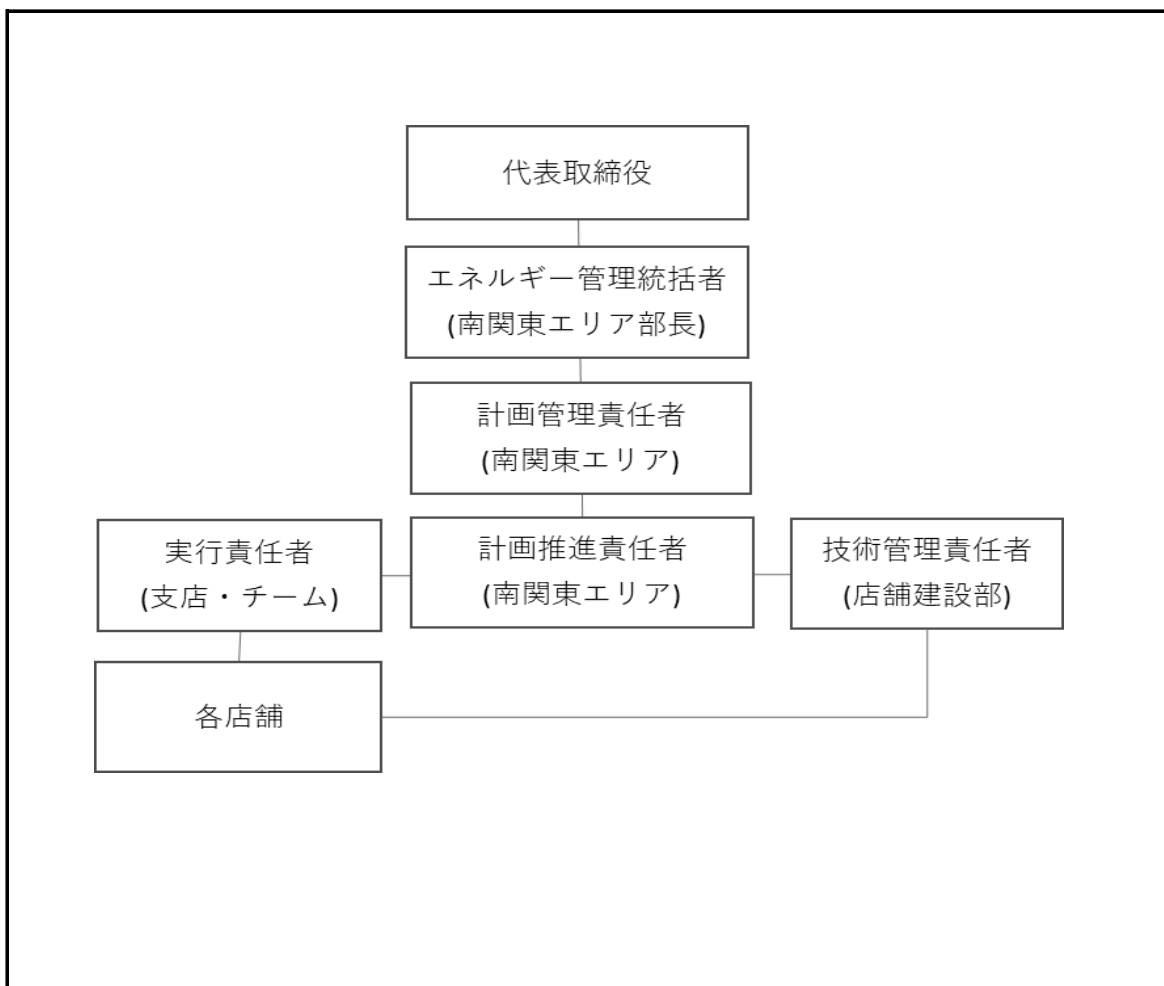 代表取締役
エネルギー管理統括者
(南関東エリア部長)
計画管理責任者
(南関東エリア)
実行責任者
(支店・チーム)
計画推進責任者
(南関東エリア)
技術管理責任者
(店舗建設部)
各店舗